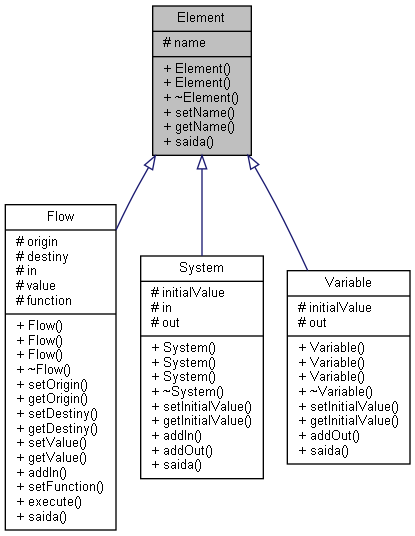 Element
# name
+ Element()
+ Element()
+ ~Element()
+ setName()
+ getName()
+ saida()
Flow
# origin
# destiny
# in
# value
# function
+ Flow()
+ Flow()
+ Flow()
+ ~Flow()
+ setOrigin()
+ getOrigin()
+ setDestiny()
+ getDestiny()
+ setValue()
+ getValue()
+ addIn()
+ setFunction()
+ execute()
+ saida()
System
# initialValue
# in
# out
+ System()
+ System()
+ System()
+ ~System()
+ setInitialValue()
+ getInitialValue()
+ addIn()
+ addOut()
+ saida()
Variable
# initialValue
# out
+ Variable()
+ Variable()
+ Variable()
+ ~Variable()
+ setInitialValue()
+ getInitialValue()
+ addOut()
+ saida()